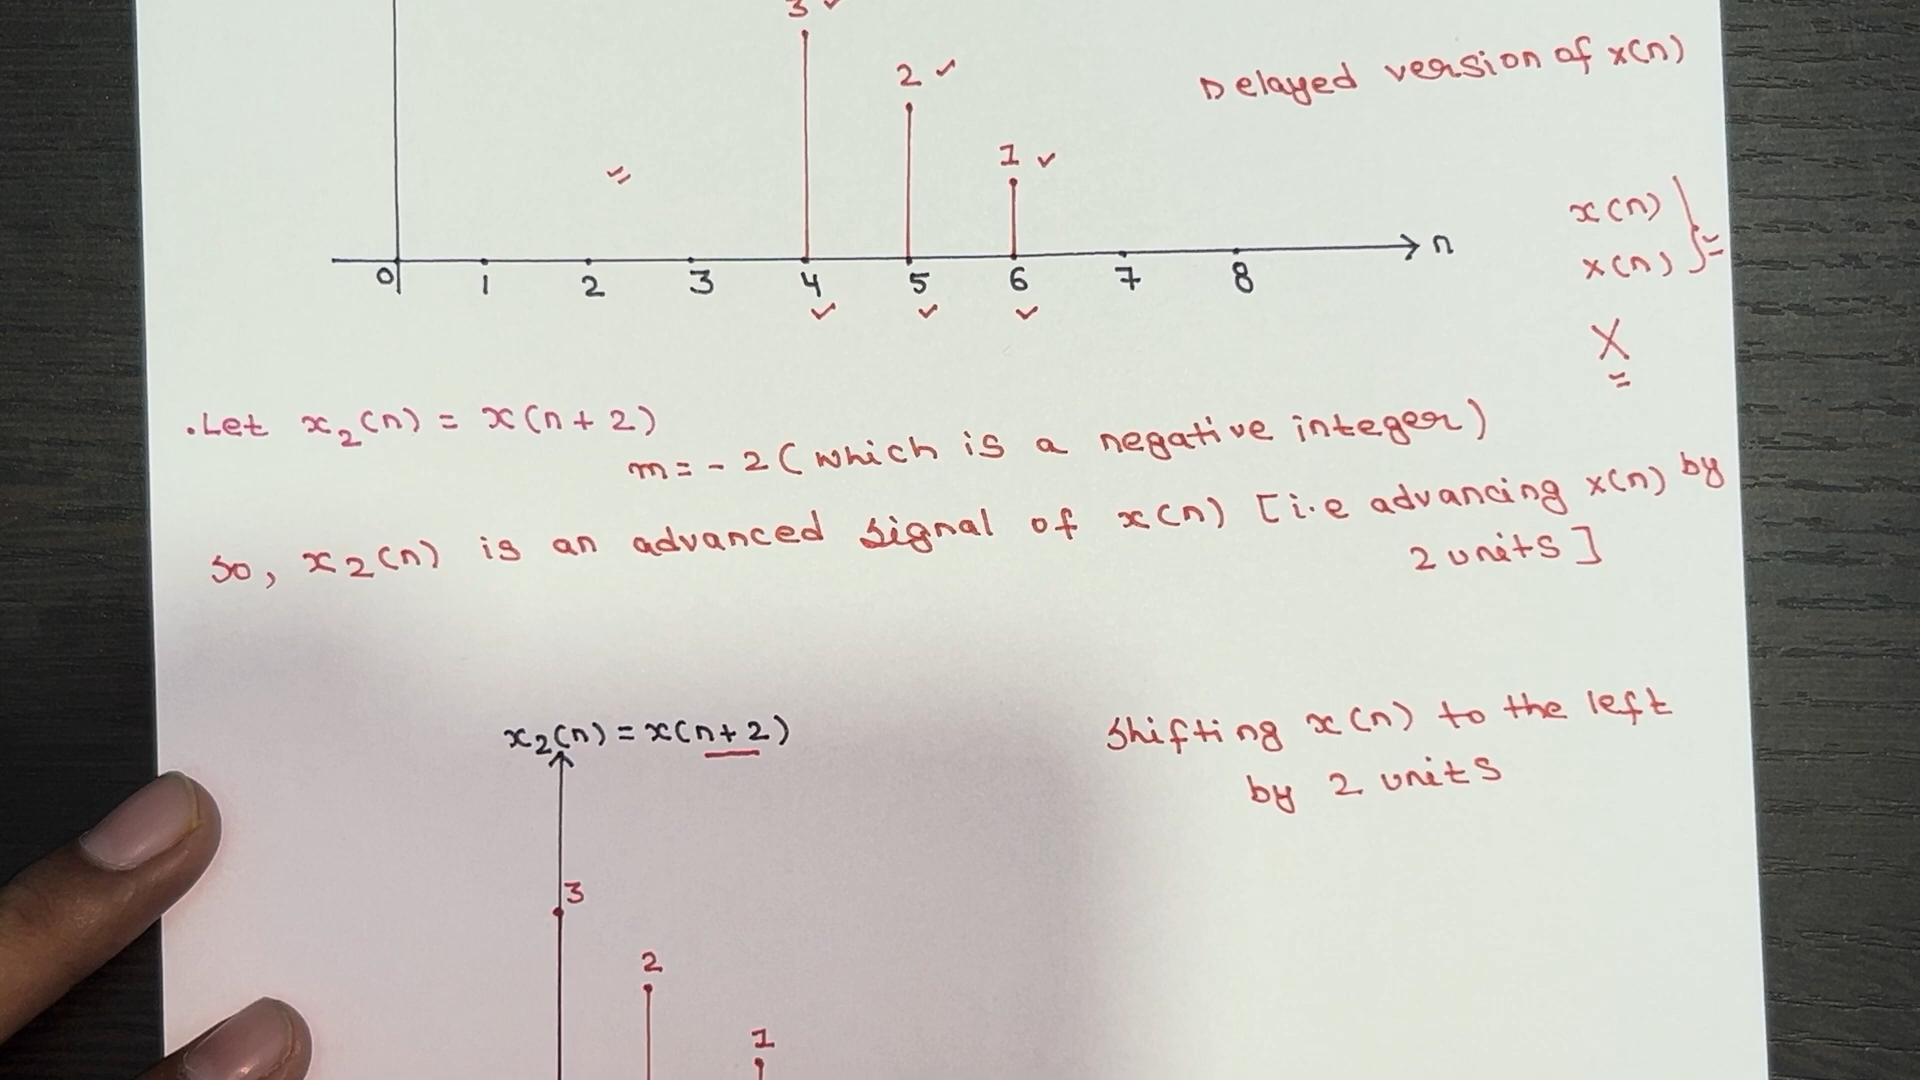 3 ✓
2 ✓
Delayed version of x(n)
1 ✓
x(n)
x(n)
n
0 1 2 3 4 5 6 7 8
X
. Let x₂(n) = x(n+2)
m = - 2 (which is a negative integer)
So, x₂(n) is an advanced signal of x(n) [i.e advancing x(n) by
2 units]
x₂(n) = x(n+2)
Shifting x(n) to the left
by 2 units
3
2
1